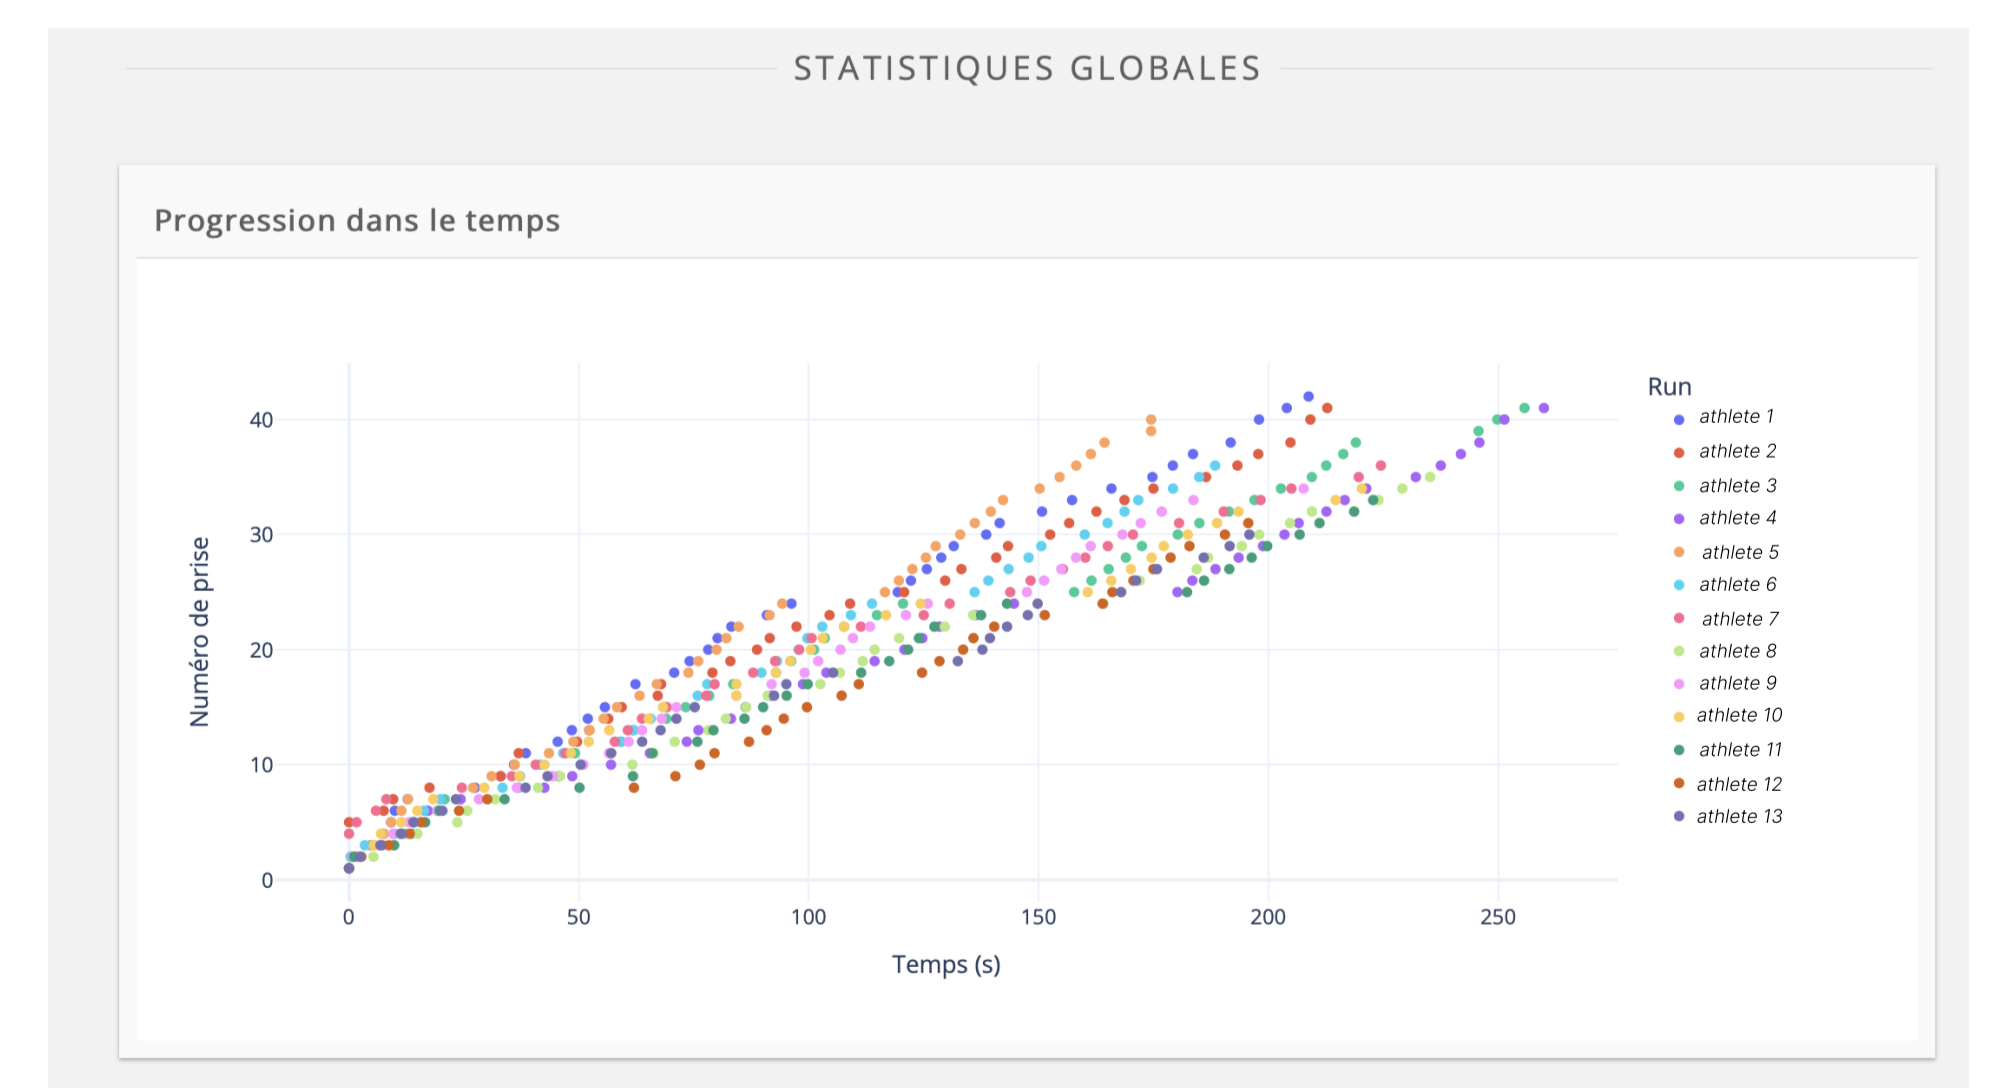 STATISTIQUES GLOBALES
Progression dans le temps
Numéro de prise
40
30
20
10
0
0 50 100 150 200 250
Temps (s)
Run
athlete 1
athlete 2
athlete 3
athlete 4
athlete 5
athlete 6
athlete 7
athlete 8
athlete 9
athlete 10
athlete 11
athlete 12
athlete 13